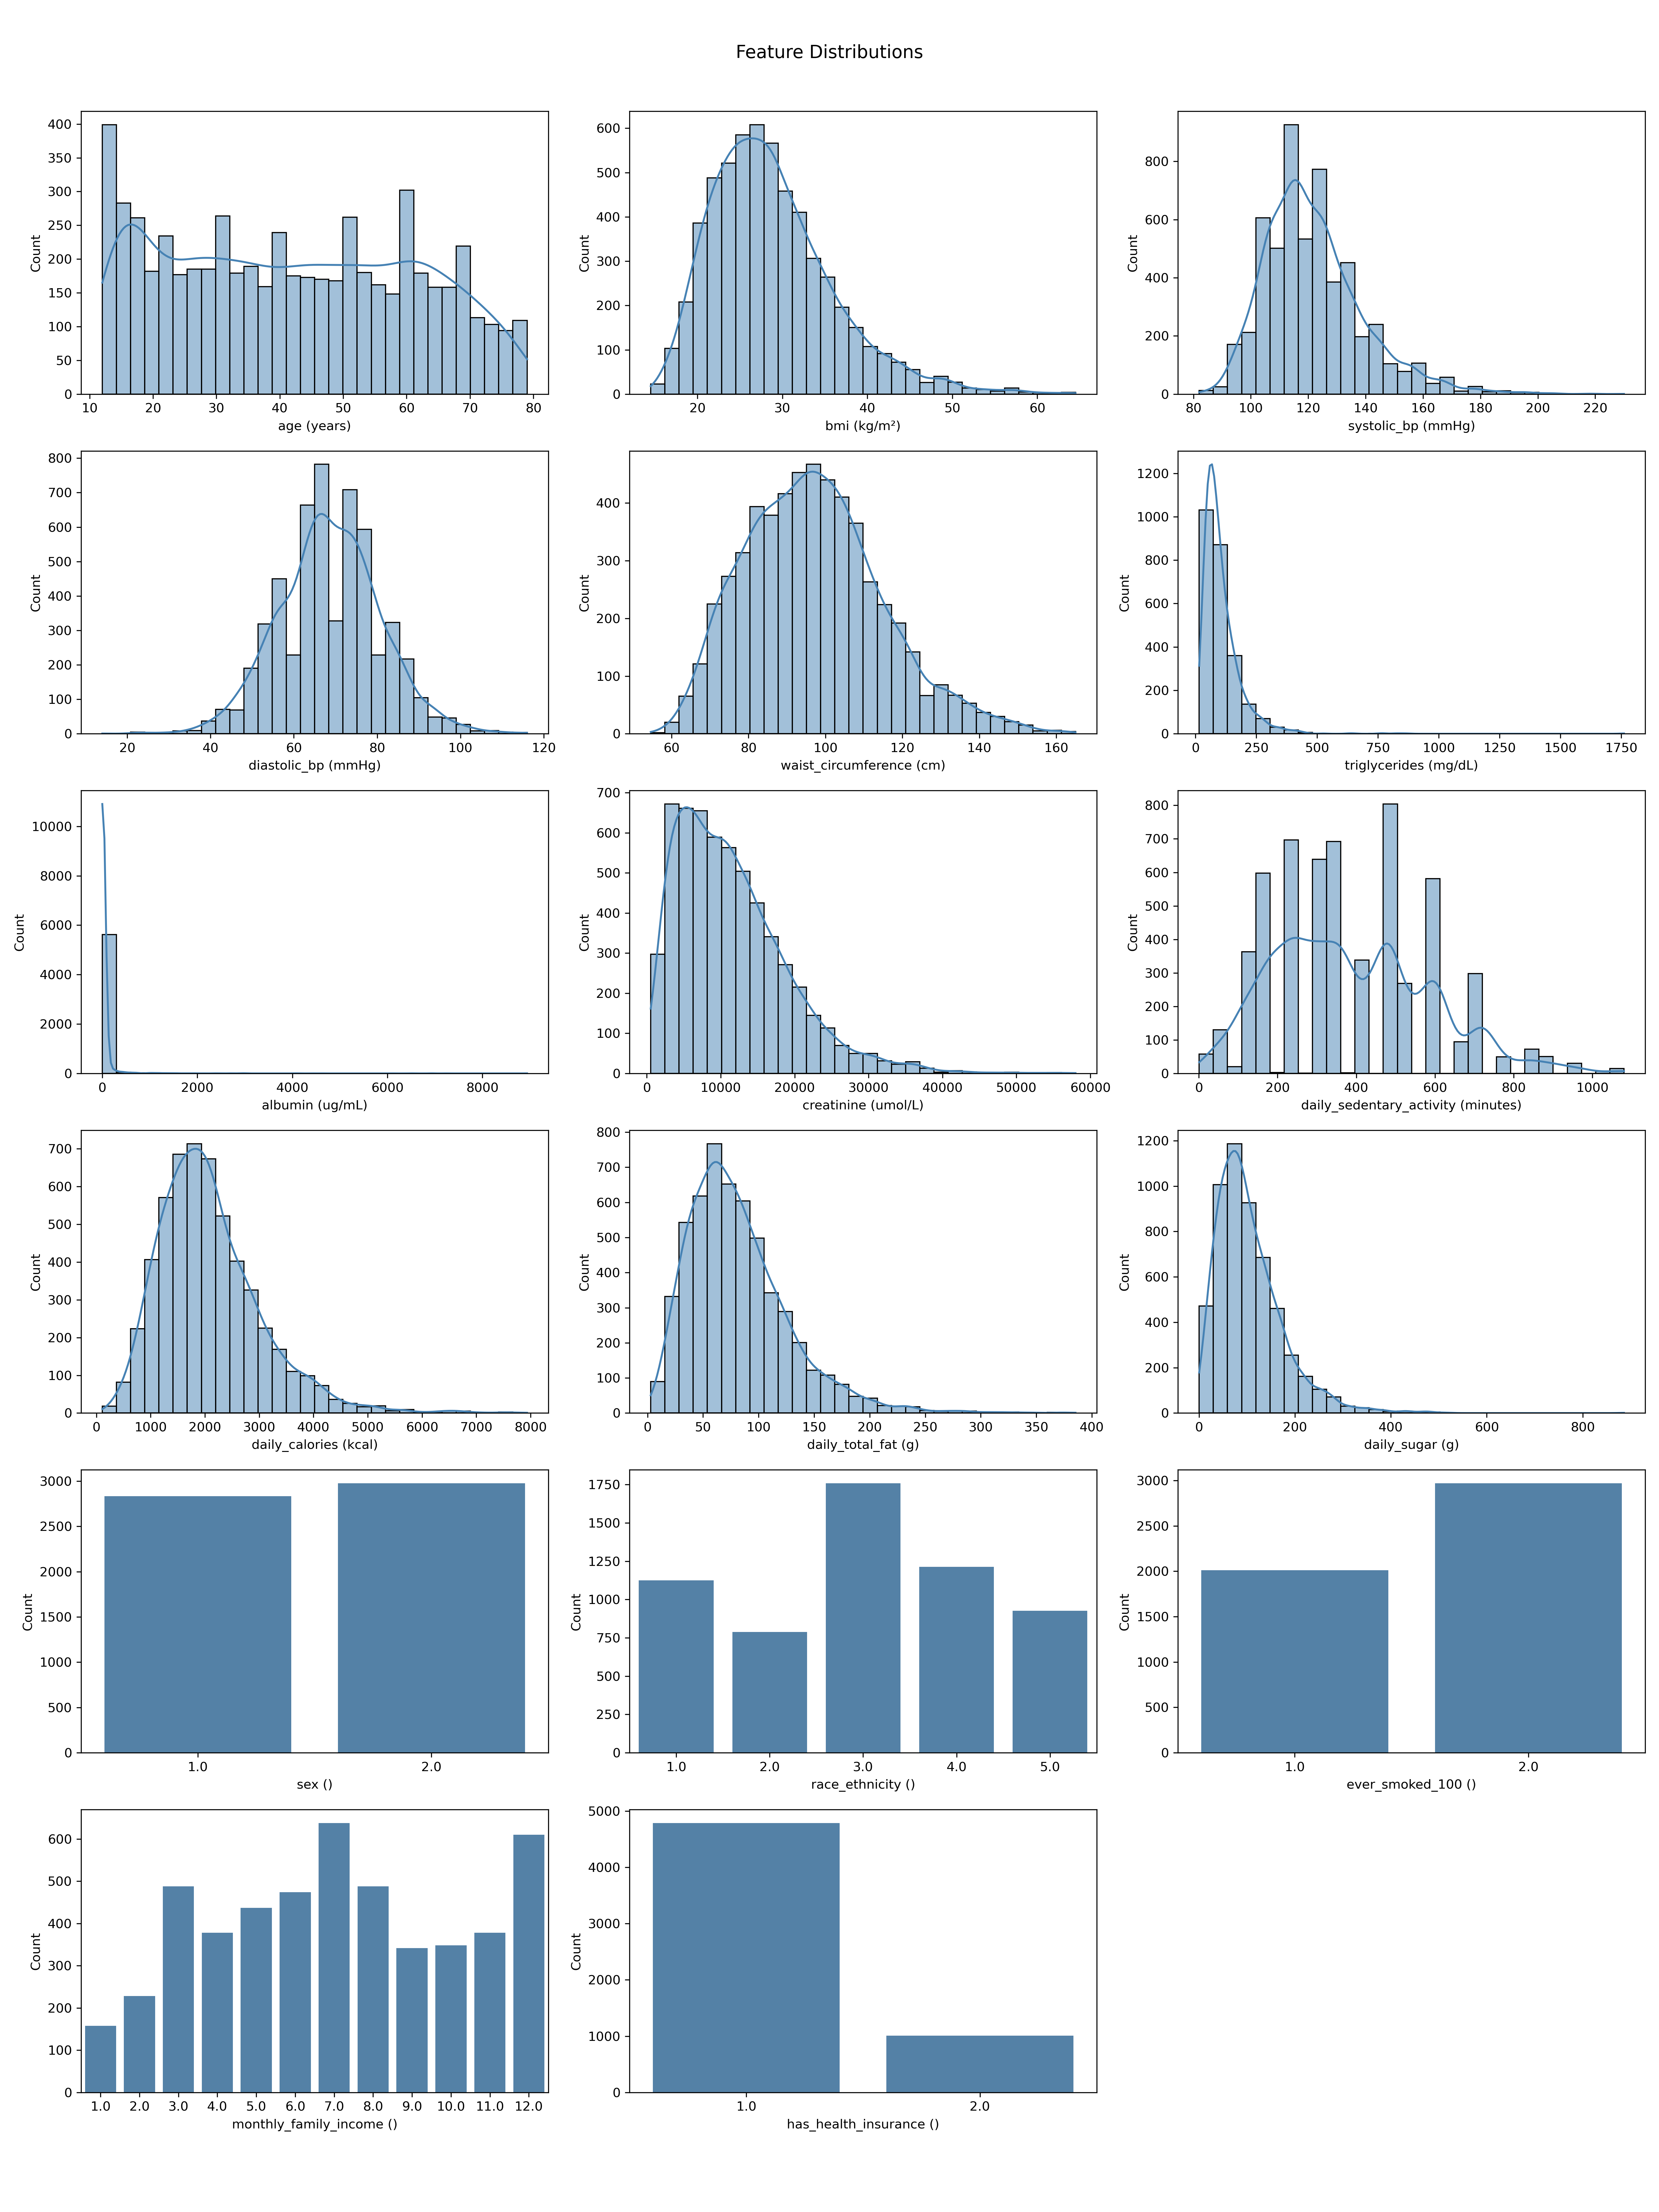 Feature Distributions
400
350
300
250
200
150
100
50
0
Count
10 20 30 40 50 60 70 80
age (years)
600
500
400
300
200
100
0
Count
20 30 40 50 60
bmi (kg/m²)
800
600
400
200
0
Count
80 100 120 140 160 180 200 220
systolic_bp (mmHg)
800
700
600
500
400
300
200
100
0
Count
20 40 60 80 100 120
diastolic_bp (mmHg)
400
300
200
100
0
Count
60 80 100 120 140 160
waist_circumference (cm)
1200
1000
800
600
400
200
0
Count
0 250 500 750 1000 1250 1500 1750
triglycerides (mg/dL)
10000
8000
6000
4000
2000
0
Count
0 2000 4000 6000 8000
albumin (ug/mL)
700
600
500
400
300
200
100
0
Count
0 10000 20000 30000 40000 50000 60000
creatinine (umol/L)
800
700
600
500
400
300
200
100
0
Count
0 200 400 600 800 1000
daily_sedentary_activity (minutes)
700
600
500
400
300
200
100
0
Count
0 1000 2000 3000 4000 5000 6000 7000 8000
daily_calories (kcal)
800
700
600
500
400
300
200
100
0
Count
0 50 100 150 200 250 300 350 400
daily_total_fat (g)
1200
1000
800
600
400
200
0
Count
0 200 400 600 800
daily_sugar (g)
3000
2500
2000
1500
1000
500
0
Count
1.0 2.0
sex ()
1750
1500
1250
1000
750
500
250
0
Count
1.0 2.0 3.0 4.0 5.0
race_ethnicity ()
3000
2500
2000
1500
1000
500
0
Count
1.0 2.0
ever_smoked_100 ()
600
500
400
300
200
100
0
Count
1.0 2.0 3.0 4.0 5.0 6.0 7.0 8.0 9.0 10.0 11.0 12.0
monthly_family_income ()
5000
4000
3000
2000
1000
0
Count
1.0 2.0
has_health_insurance ()